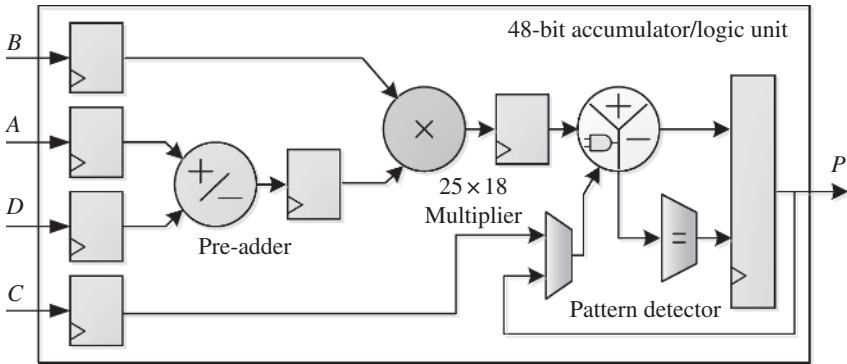 48-bit accumulator/logic unit
B
A
D
C
+
−
Pre-adder
×
25 × 18
Multiplier
+
−
=
Pattern detector
P